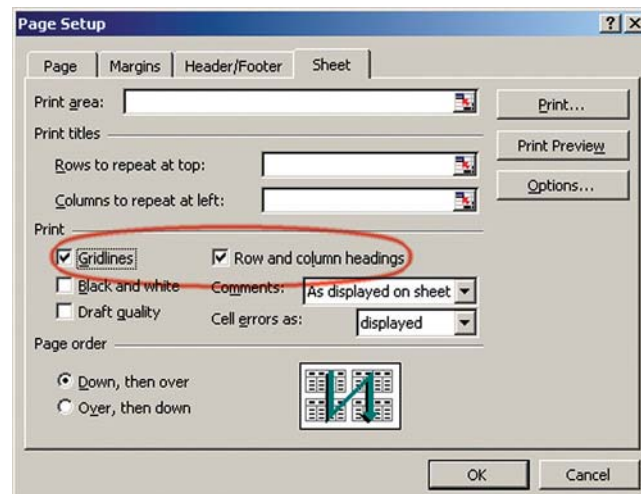 Page Setup
Page Margins Header/Footer Sheet
Print area:
Print...
Print titles
Print Preview
Rows to repeat at top:
Options...
Columns to repeat at left:
Print
Gridlines Row and column headings
Black and white Comments: As displayed on sheet
Draft quality Cell errors as: displayed
Page order
Down, then over
Over, then down
OK Cancel